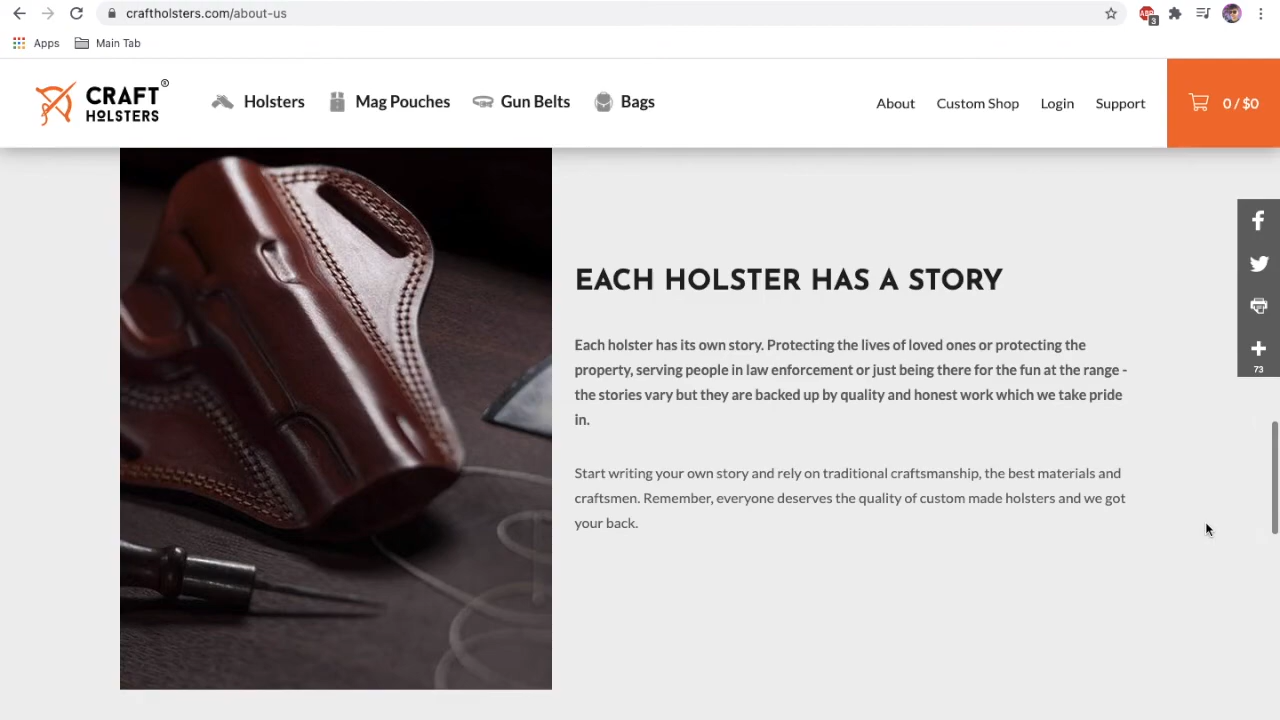 craftholsters.com/about-us
ABP
3
Apps
Main Tab
CRAFT®
HOLSTERS
Holsters
Mag Pouches
Gun Belts
Bags
About
Custom Shop
Login
Support
0 / $0
EACH HOLSTER HAS A STORY
Each holster has its own story. Protecting the lives of loved ones or protecting the
property, serving people in law enforcement or just being there for the fun at the range -
the stories vary but they are backed up by quality and honest work which we take pride
in.
Start writing your own story and rely on traditional craftsmanship, the best materials and
craftsmen. Remember, everyone deserves the quality of custom made holsters and we got
your back.
73